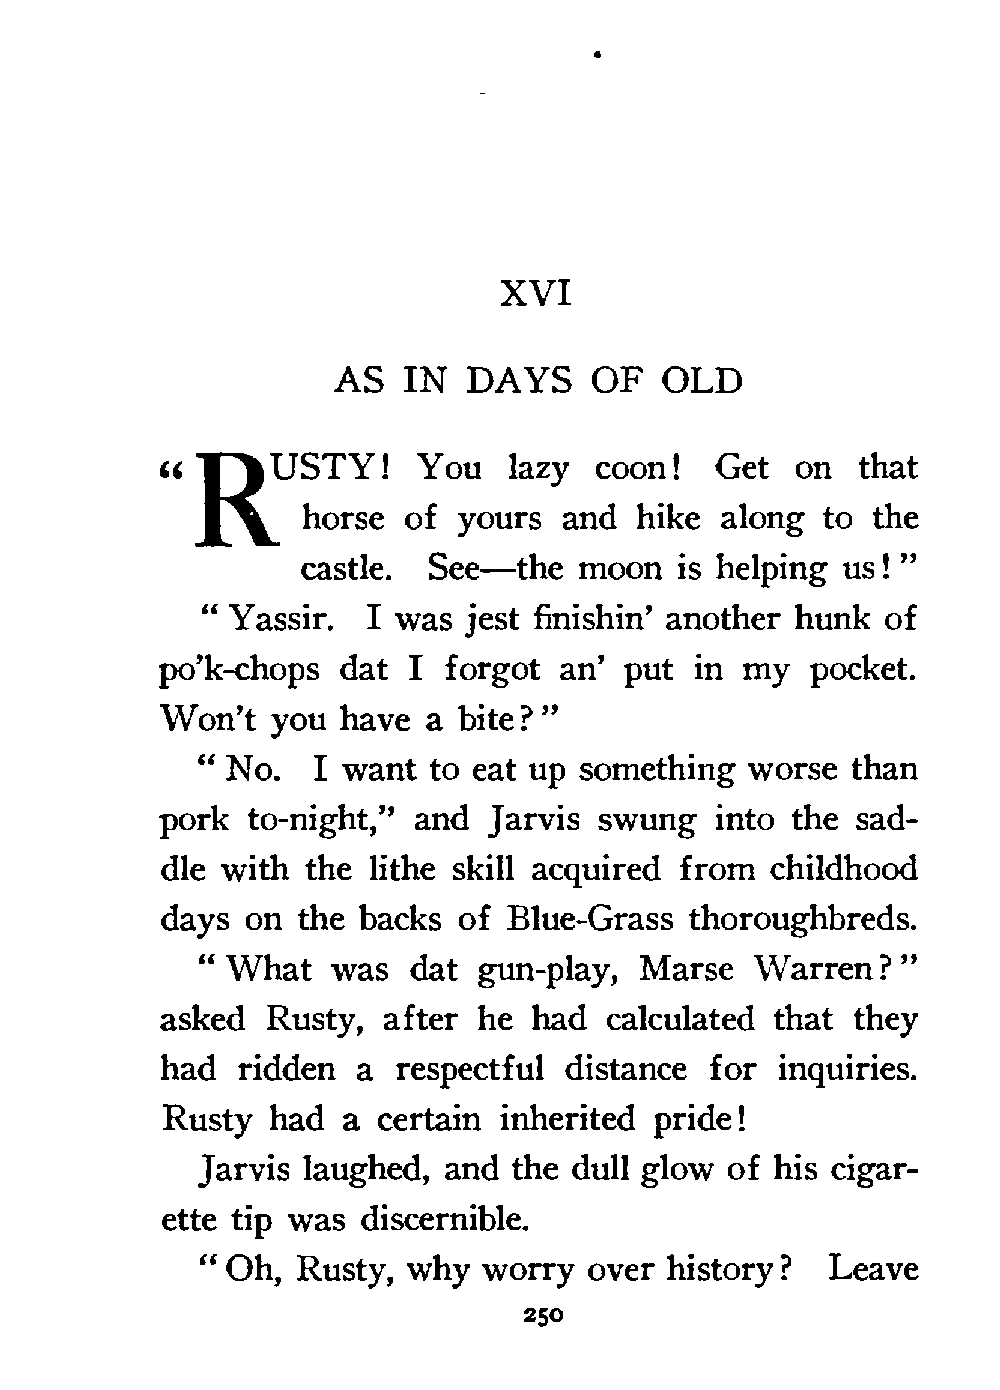 XVI
AS IN DAYS OF OLD
“RUSTY! You lazy coon! Get on that
horse of yours and hike along to the
castle. See—the moon is helping us!”
“Yassir. I was jest finishin’ another hunk of
po’k-chops dat I forgot an’ put in my pocket.
Won’t you have a bite?”
“No. I want to eat up something worse than
pork to-night,” and Jarvis swung into the sad-
dle with the lithe skill acquired from childhood
days on the backs of Blue-Grass thoroughbreds.
“What was dat gun-play, Marse Warren?”
asked Rusty, after he had calculated that they
had ridden a respectful distance for inquiries.
Rusty had a certain inherited pride!
Jarvis laughed, and the dull glow of his cigar-
ette tip was discernible.
“Oh, Rusty, why worry over history? Leave
250